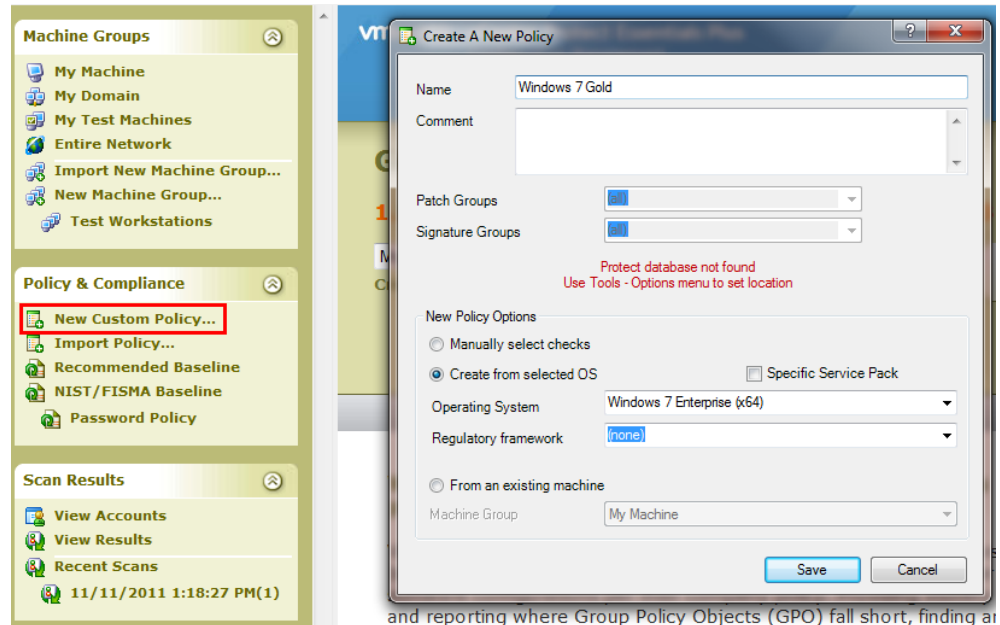 Machine Groups
My Machine
My Domain
My Test Machines
Entire Network
Import New Machine Group...
New Machine Group...
Test Workstations
Policy & Compliance
New Custom Policy...
Import Policy...
Recommended Baseline
NIST/FISMA Baseline
Password Policy
Scan Results
View Accounts
View Results
Recent Scans
11/11/2011 1:18:27 PM(1)
vm
Create A New Policy
Name
Windows 7 Gold
Comment
Patch Groups
(all)
Signature Groups
(all)
Protect database not found
Use Tools - Options menu to set location
New Policy Options
Manually select checks
Create from selected OS
Specific Service Pack
Operating System
Windows 7 Enterprise (x64)
Regulatory framework
(none)
From an existing machine
Machine Group
My Machine
Save
Cancel
and reporting where Group Policy Objects (GPO) fall short, finding